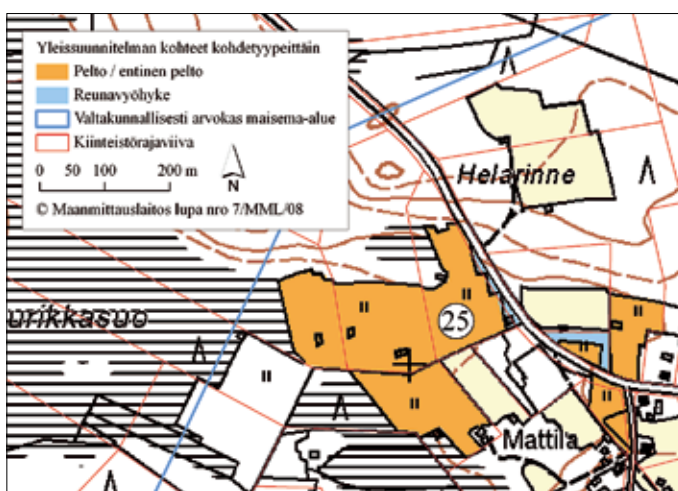 Yleissuunnitelman kohteet kohdetyypeittäin
Pelto / entinen pelto
Reunavyöhyke
Valtakunnallisesti arvokas maisema-alue
Kiinteistörajaviiva
0 50 100 200 m
N
© Maanmittauslaitos lupa nro 7/MML/08
Helarinne
urikkasuo
25
Mattila